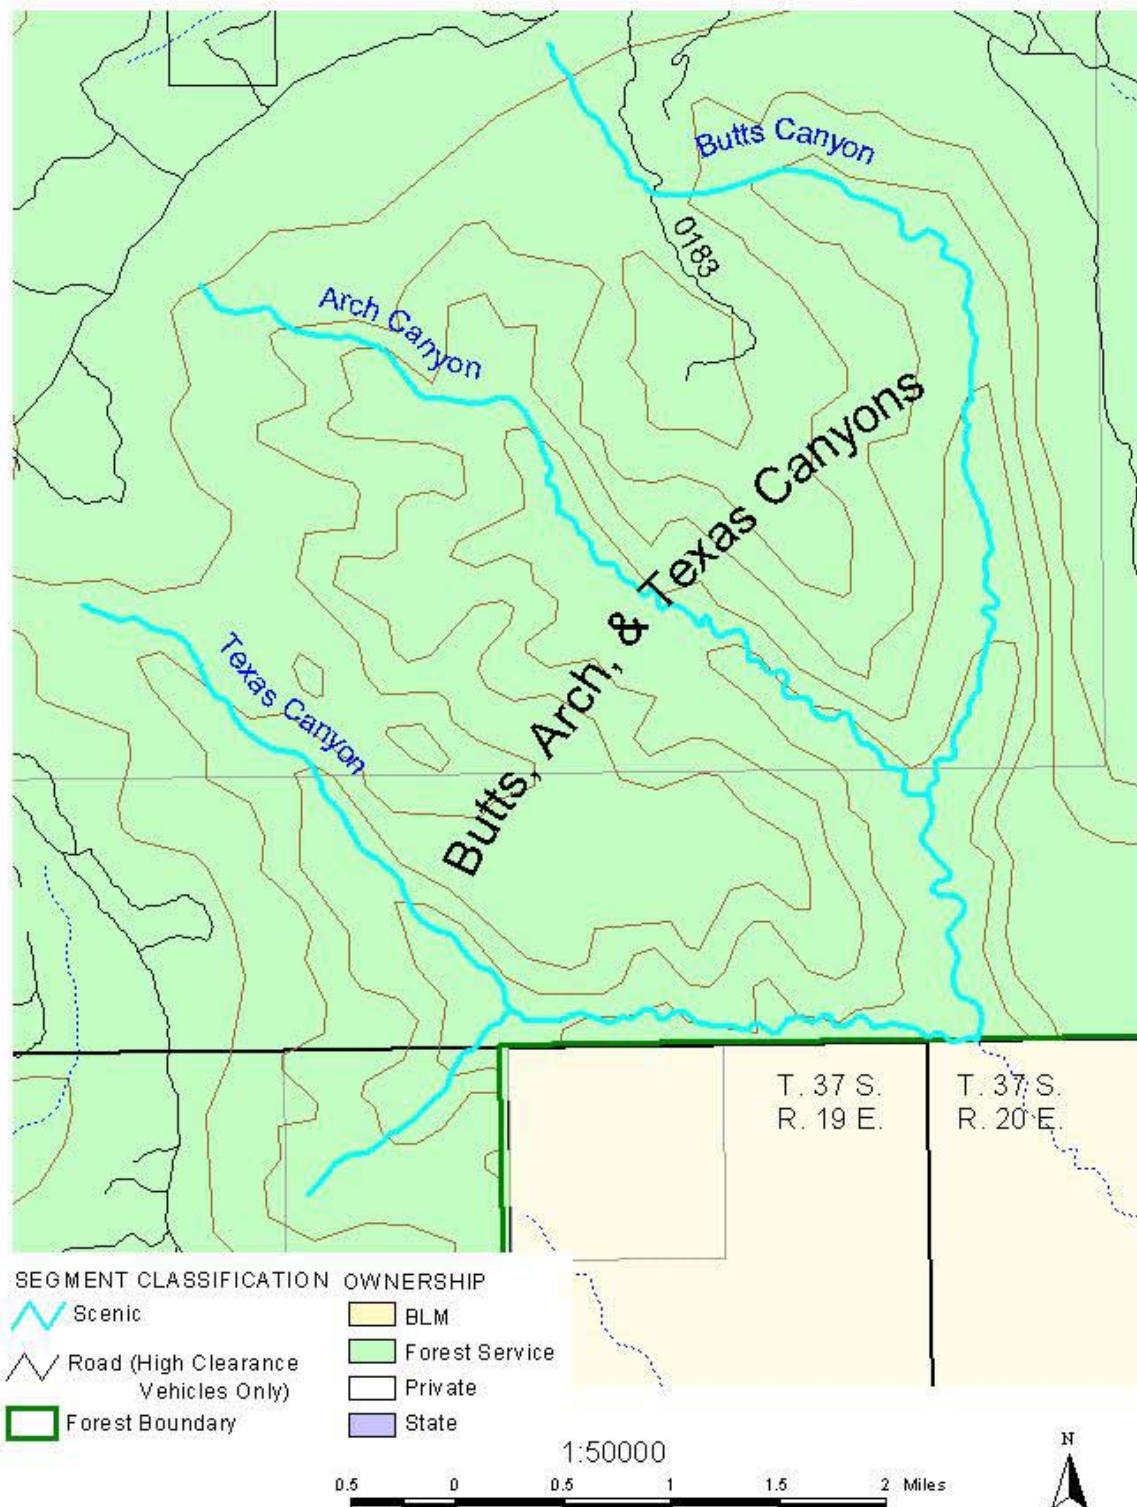 Butts Canyon
0183
Arch Canyon
Butts, Arch, & Texas Canyons
Texas Canyon
T. 37 S.
R. 19 E.
T. 37 S.
R. 20 E.
SEGMENT CLASSIFICATION
Scenic
Road (High Clearance
Vehicles Only)
Forest Boundary
OWNERSHIP
BLM
Forest Service
Private
State
1:50000
0.5 0 0.5 1 1.5 2 Miles
N